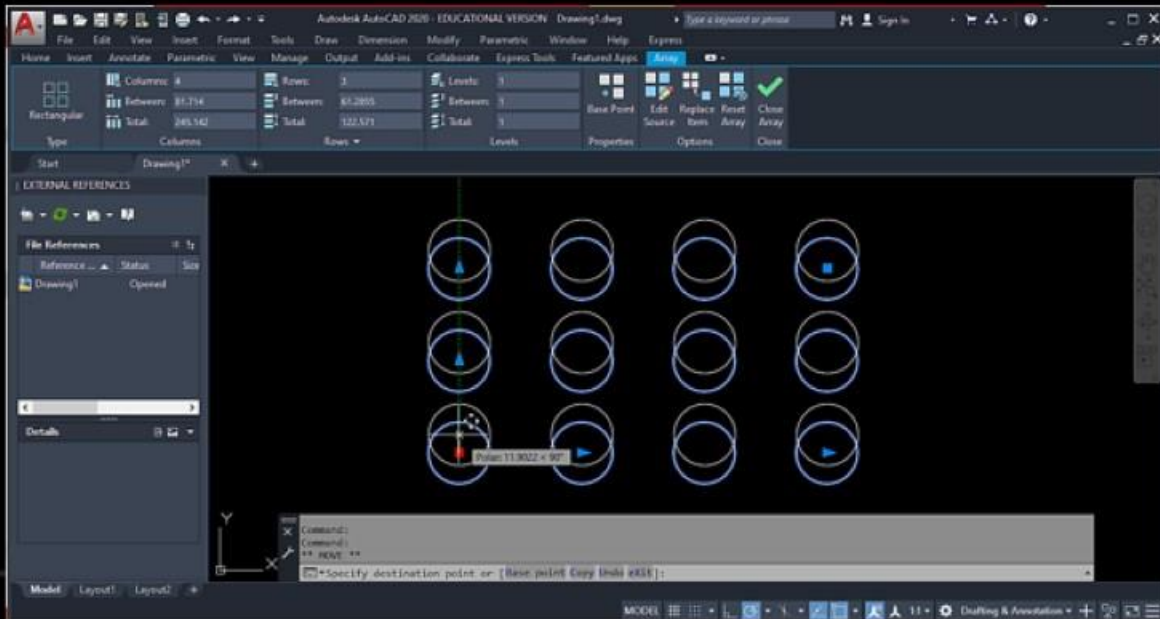 Autodesk AutoCAD 2020 - EDUCATIONAL VERSION Drawing1.dwg Type a keyword or phrase Sign In
File Edit View Insert Format Tools Draw Dimension Modify Parametric Window Help Express
Home Insert Annotate Parametric View Manage Output Add-ins Collaborate Express Tools Featured Apps Array
Columns: 4 Rows: 3 Levels: 1
Rectangular Between: 81.714 Between: 61.2855 Between: 1 Base Point Edit Source Replace Item Reset Array Close Array
Total: 245.142 Total: 122.571 Total: 1
Type Columns Rows Levels Properties Options Close
Start Drawing1*
EXTERNAL REFERENCES
File References
Reference ... Status Size
Drawing1 Opened
Details
Polar: 11.9022 < 90°
Y
X
Command:
Command:
** MOVE **
Specify destination point or [Base point Copy Undo eXit]:
Model Layout1 Layout2 +
MODEL 1:1 Drafting & Annotation